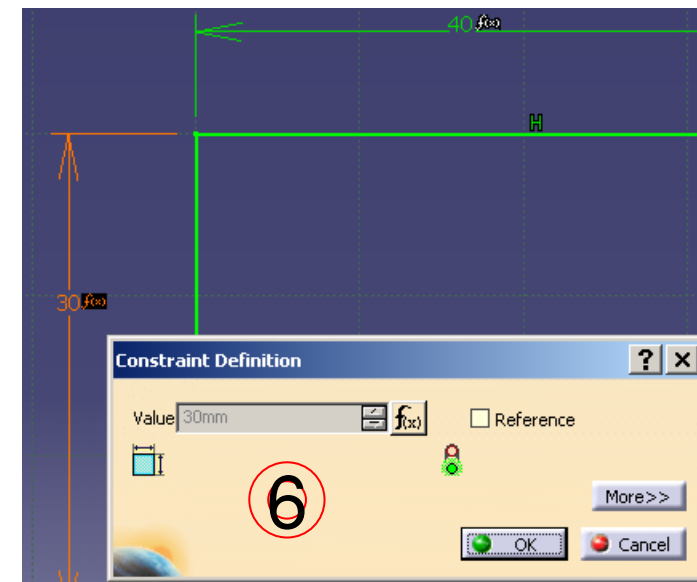 40 f(x)
H
30 f(x)
Constraint Definition ? ×
Value 30mm f(x) Reference
6
More>>
OK Cancel